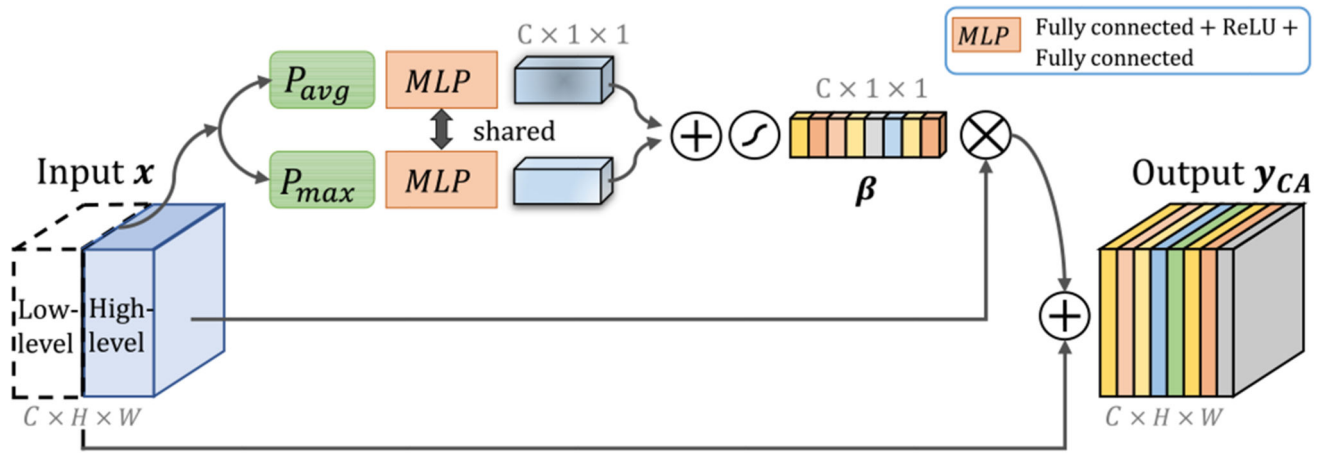 C × 1 × 1
MLP
Fully connected + ReLU +
Fully connected
P_avg
MLP
shared
P_max
MLP
C × 1 × 1
β
Input x
Output y_CA
Low-
level
High-
level
C × H × W
C × H × W